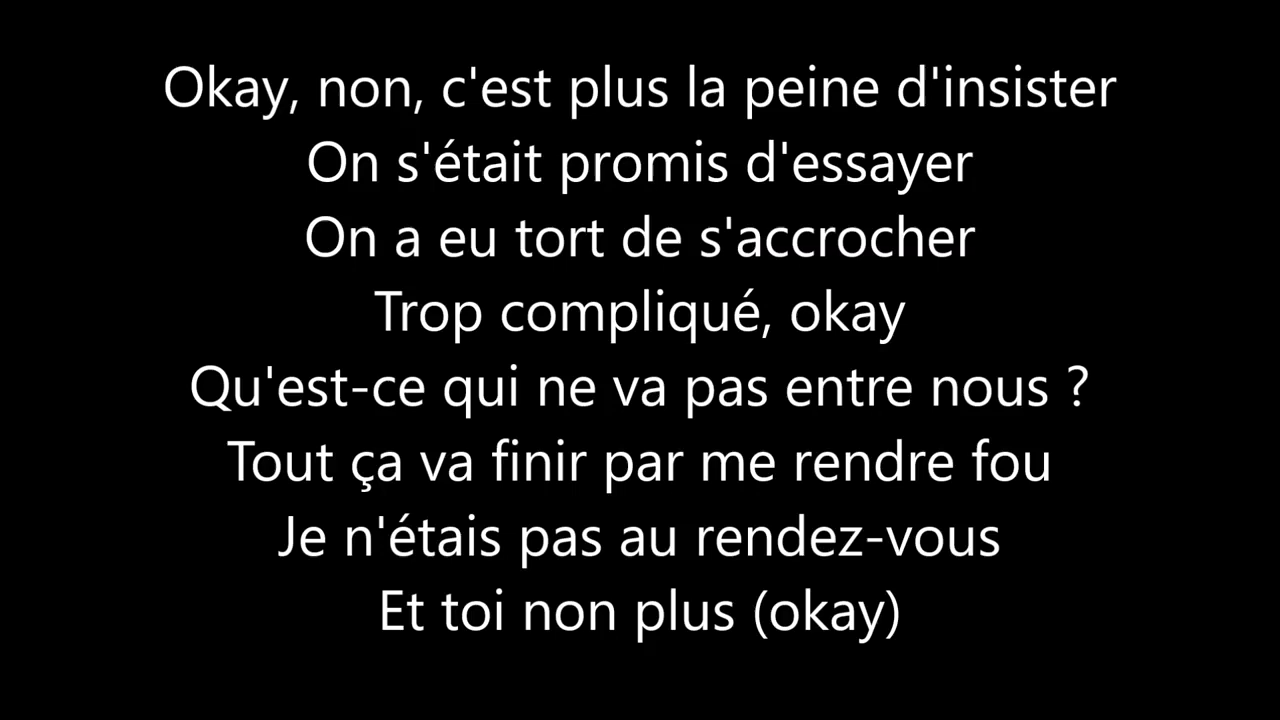 Okay, non, c'est plus la peine d'insister
On s'était promis d'essayer
On a eu tort de s'accrocher
Trop compliqué, okay
Qu'est-ce qui ne va pas entre nous ?
Tout ça va finir par me rendre fou
Je n'étais pas au rendez-vous
Et toi non plus (okay)